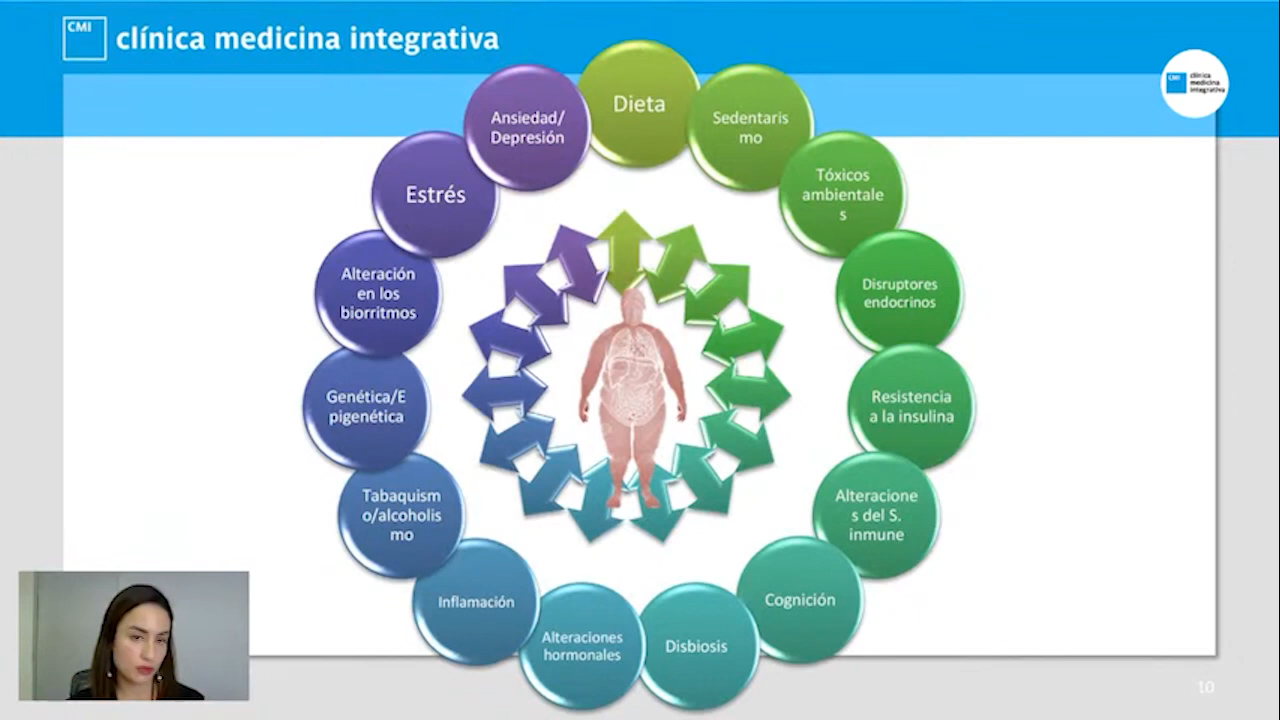 CMI
clínica medicina integrativa
CMI
clínica
medicina
integrativa
Dieta
Sedentaris
mo
Tóxicos
ambientale
s
Disruptores
endocrinos
Resistencia
a la insulina
Alteracione
s del S.
inmune
Cognición
Disbiosis
Alteraciones
hormonales
Inflamación
Tabaquism
o/alcoholis
mo
Genética/E
pigenética
Alteración
en los
biorritmos
Estrés
Ansiedad/
Depresión
10